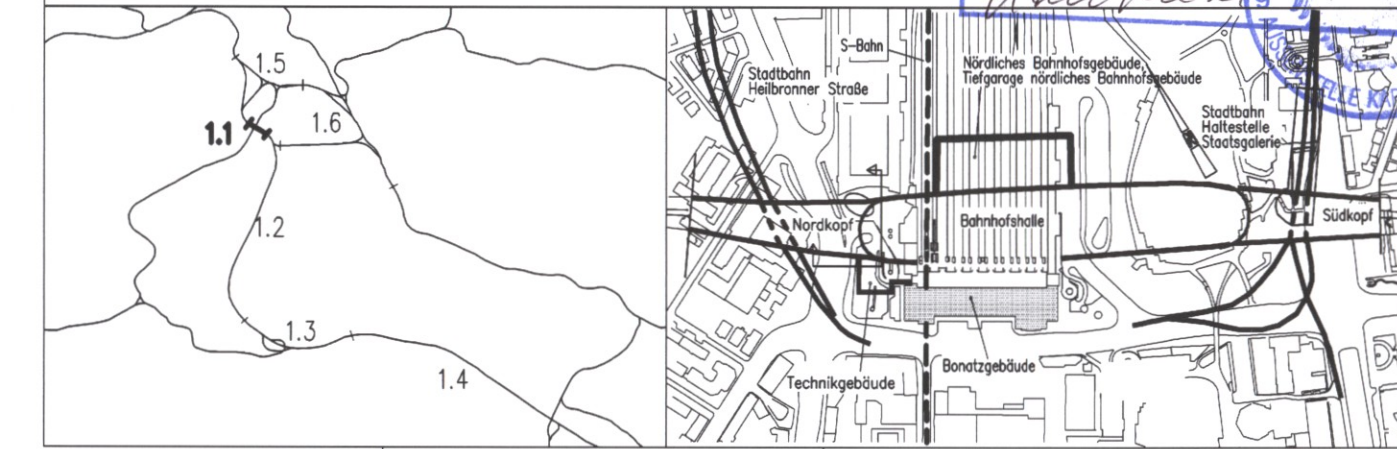 1.5
1.1
1.6
1.2
1.3
1.4
S-Bahn
Stadtbahn
Heilbronner Straße
Nördliches Bahnhofsgebäude,
Tiefgarage nördliches Bahnhofsgebäude
Stadtbahn
Haltestelle
Staatsgalerie
Nordkopf
Bahnhofshalle
Südkopf
Technikgebäude
Bonatzgebäude